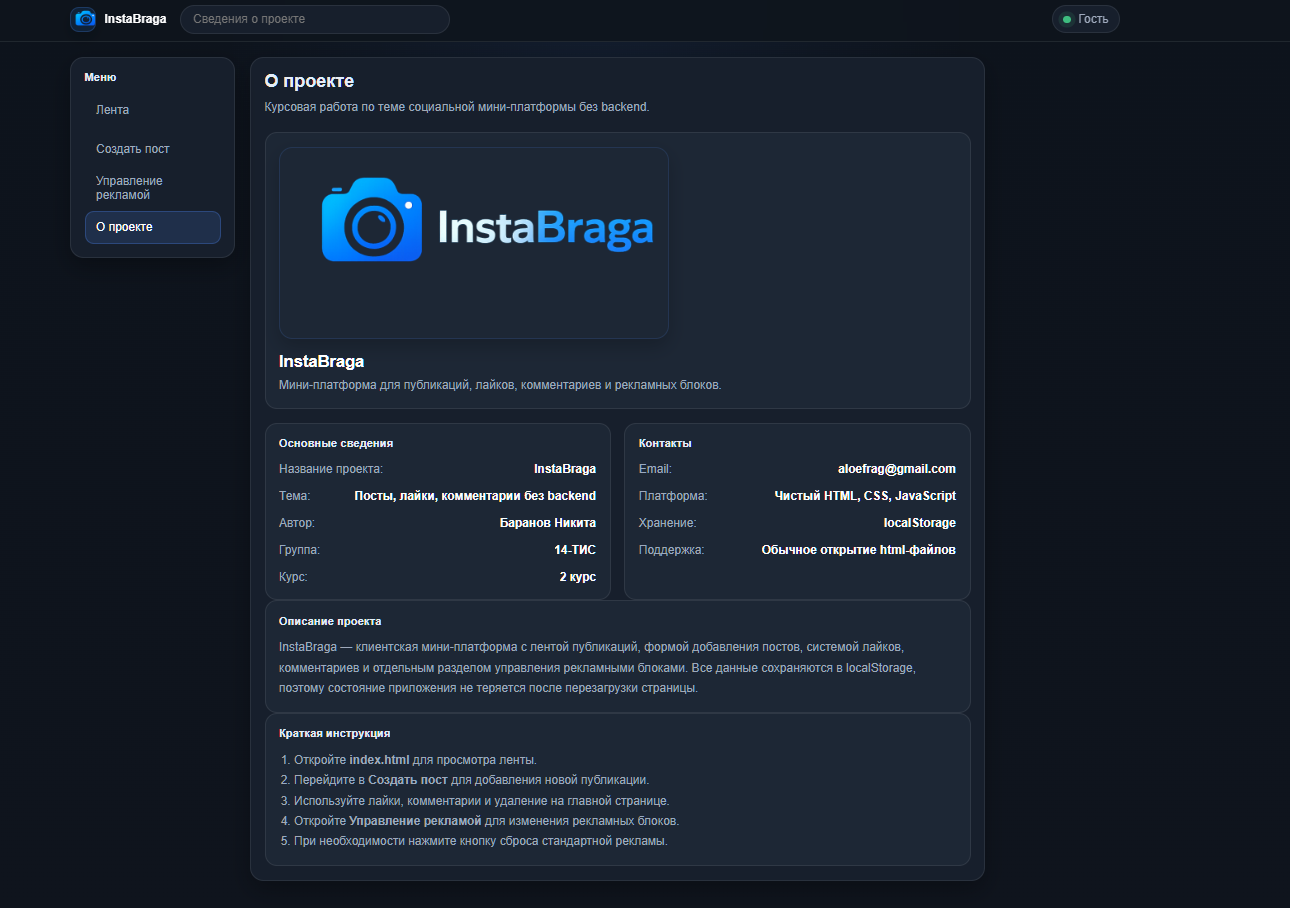 InstaBraga
Сведения о проекте
Гость
Меню
Лента
Создать пост
Управление
рекламой
О проекте
О проекте
Курсовая работа по теме социальной мини-платформы без backend.
InstaBraga
InstaBraga
Мини-платформа для публикаций, лайков, комментариев и рекламных блоков.
Основные сведения
Название проекта: InstaBraga
Тема: Посты, лайки, комментарии без backend
Автор: Баранов Никита
Группа: 14-ТИС
Курс: 2 курс
Контакты
Email: aloefrag@gmail.com
Платформа: Чистый HTML, CSS, JavaScript
Хранение: localStorage
Поддержка: Обычное открытие html-файлов
Описание проекта
InstaBraga — клиентская мини-платформа с лентой публикаций, формой добавления постов, системой лайков,
комментариев и отдельным разделом управления рекламными блоками. Все данные сохраняются в localStorage,
поэтому состояние приложения не теряется после перезагрузки страницы.
Краткая инструкция
1. Откройте index.html для просмотра ленты.
2. Перейдите в Создать пост для добавления новой публикации.
3. Используйте лайки, комментарии и удаление на главной странице.
4. Откройте Управление рекламой для изменения рекламных блоков.
5. При необходимости нажмите кнопку сброса стандартной рекламы.